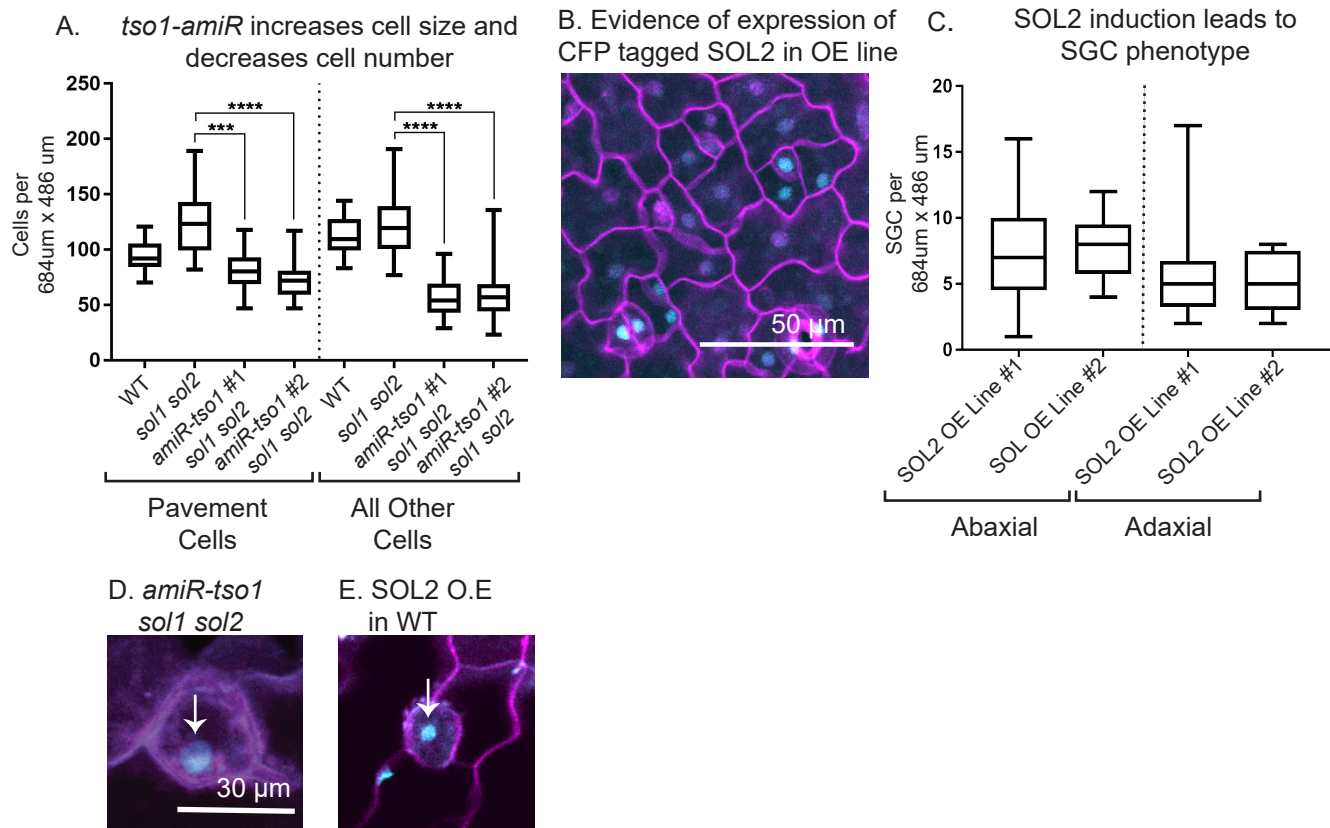 A. tso1-amiR increases cell size and
decreases cell number
Cells per
684um x 486 um
250
200
150
100
50
0
****
***
****
****
WT
sol1 sol2
amiR-tso1 #1
sol1 sol2
amiR-tso1 #2
sol1 sol2
WT
sol1 sol2
amiR-tso1 #1
sol1 sol2
amiR-tso1 #2
sol1 sol2
Pavement
Cells
All Other
Cells
B. Evidence of expression of
CFP tagged SOL2 in OE line
50 µm
C. SOL2 induction leads to
SGC phenotype
SGC per
684um x 486 um
20
15
10
5
0
SOL2 OE Line #1
SOL OE Line #2
SOL2 OE Line #1
SOL2 OE Line #2
Abaxial
Adaxial
D. amiR-tso1
sol1 sol2
30 µm
E. SOL2 O.E
in WT